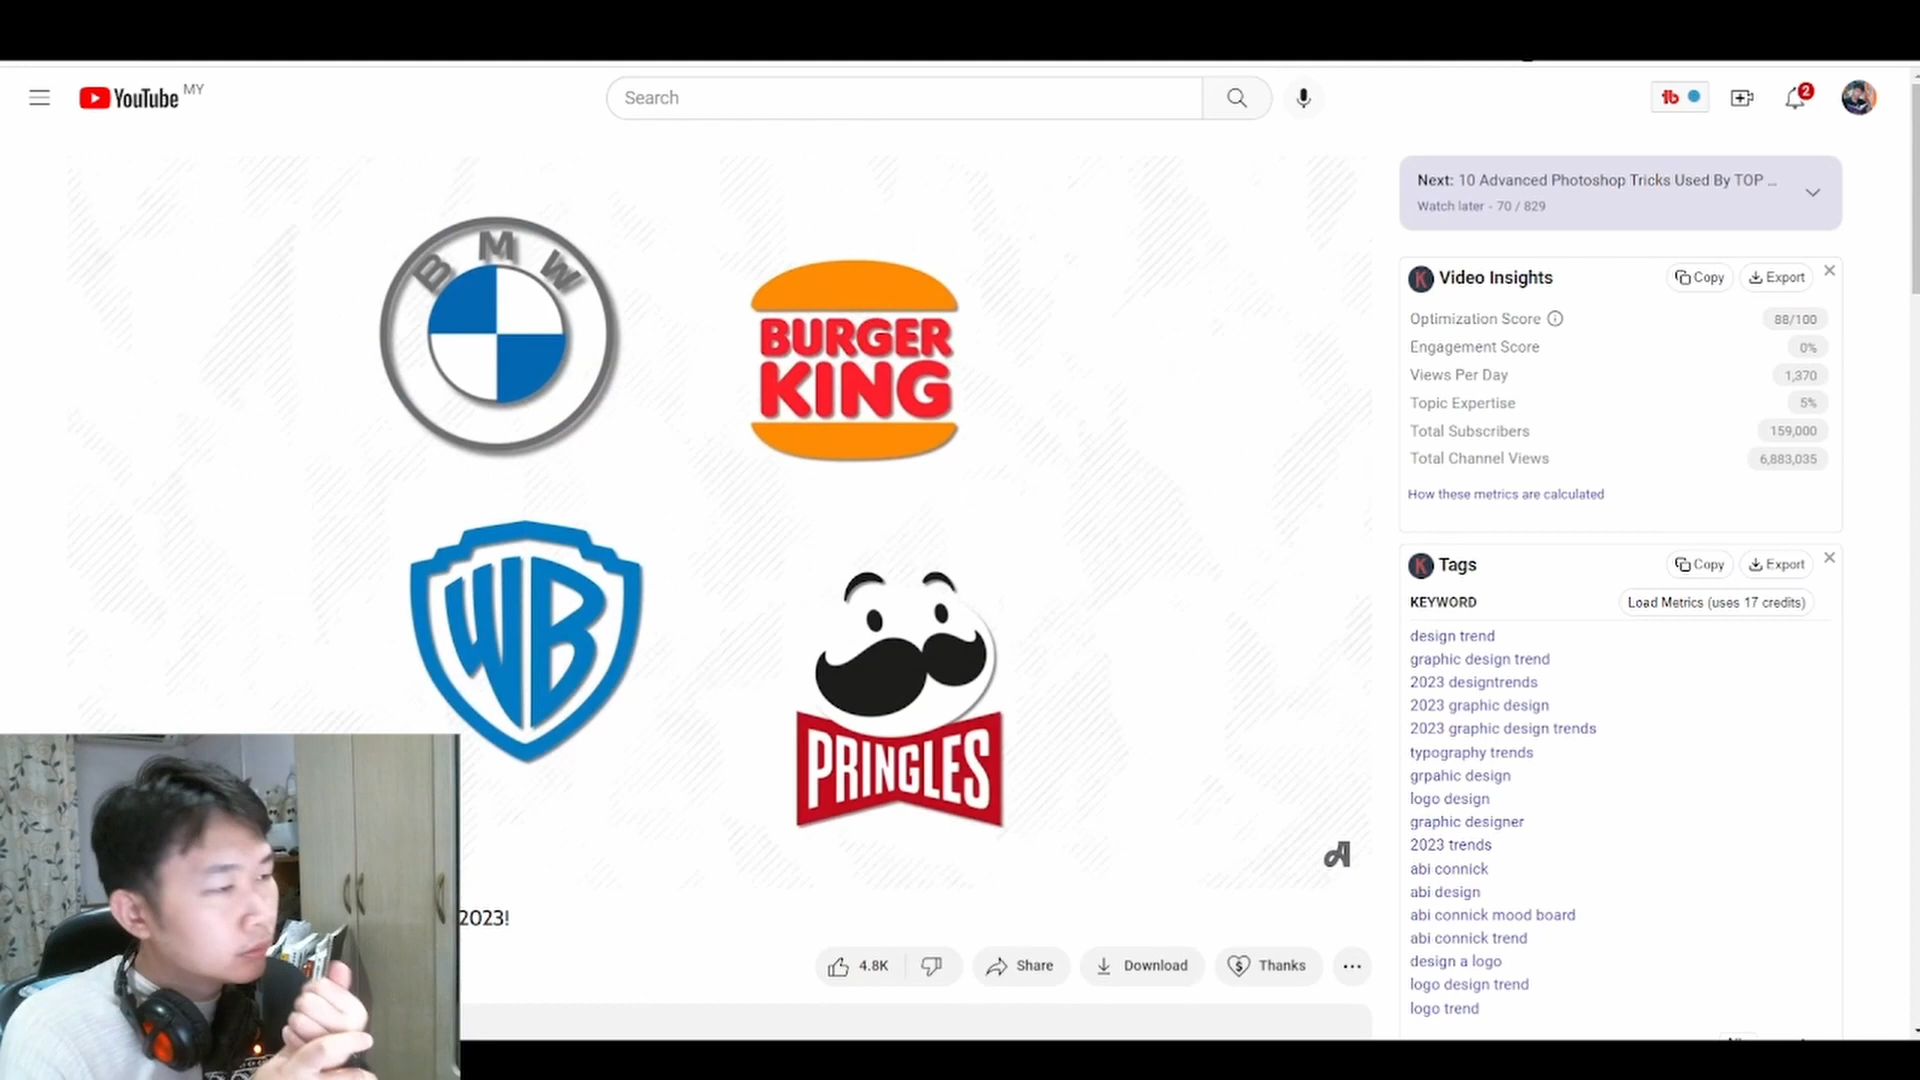 YouTube MY
Search
tb
2
Next: 10 Advanced Photoshop Tricks Used By TOP ...
Watch later - 70 / 829
BMW
BURGER
KING
WB
PRINGLES
K Video Insights
Copy
Export
Optimization Score 88/100
Engagement Score 0%
Views Per Day 1,370
Topic Expertise 5%
Total Subscribers 159,000
Total Channel Views 6,883,035
How these metrics are calculated
K Tags
Copy
Export
KEYWORD
Load Metrics (uses 17 credits)
design trend
graphic design trend
2023 designtrends
2023 graphic design
2023 graphic design trends
typography trends
grpahic design
logo design
graphic designer
2023 trends
abi connick
abi design
abi connick mood board
abi connick trend
design a logo
logo design trend
logo trend
2023!
4.8K
Share
Download
Thanks